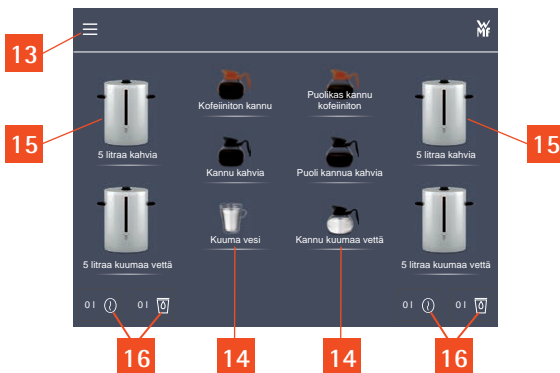 WMF
13
Kofeiiniton kannu
Puolikas kannu
kofeiiniton
15
5 litraa kahvia
5 litraa kahvia
15
Kannu kahvia
Puoli kannua kahvia
Kuuma vesi
Kannu kuumaa vettä
5 litraa kuumaa vettä
5 litraa kuumaa vettä
0 l
0 l
0 l
0 l
16
14
14
16